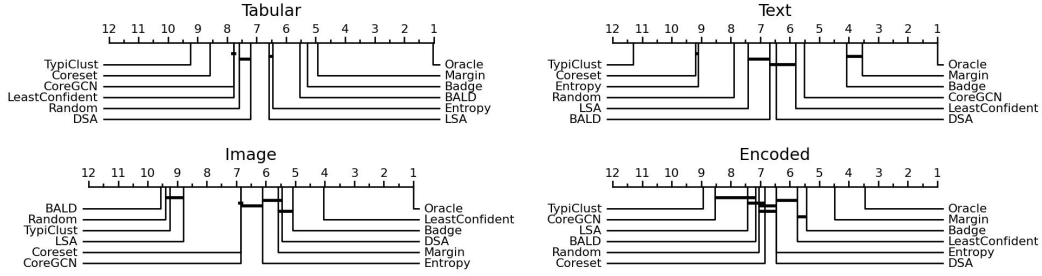 Tabular
12 11 10 9 8 7 6 5 4 3 2 1
TypiClust
Coreset
CoreGCN
LeastConfident
Random
DSA
Oracle
Margin
Badge
BALD
Entropy
LSA
Text
12 11 10 9 8 7 6 5 4 3 2 1
TypiClust
Coreset
Entropy
Random
LSA
BALD
Oracle
Margin
Badge
CoreGCN
LeastConfident
DSA
Image
12 11 10 9 8 7 6 5 4 3 2 1
BALD
Random
TypiClust
LSA
Coreset
CoreGCN
Oracle
LeastConfident
Badge
DSA
Margin
Entropy
Encoded
12 11 10 9 8 7 6 5 4 3 2 1
TypiClust
CoreGCN
LSA
BALD
Random
Coreset
Oracle
Margin
Badge
LeastConfident
Entropy
DSA